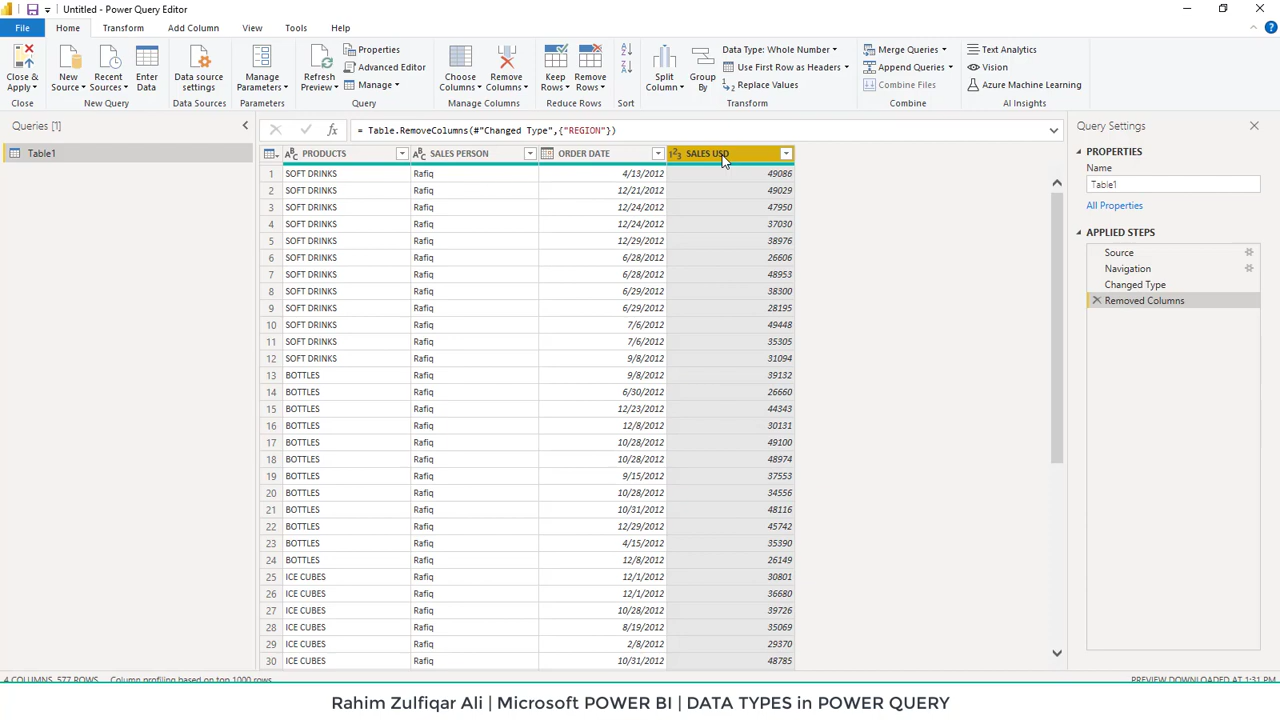 Untitled - Power Query Editor
File Home Transform Add Column View Tools Help
Close & Apply
New Source
Recent Sources
Enter Data
Data source settings
Manage Parameters
Refresh Preview
Properties
Advanced Editor
Manage
Choose Columns
Remove Columns
Keep Rows
Remove Rows
Split Column
Group By
Data Type: Whole Number
Use First Row as Headers
Replace Values
Merge Queries
Append Queries
Combine Files
Text Analytics
Vision
Azure Machine Learning
Close New Query Data Sources Parameters Query Manage Columns Reduce Rows Sort Transform Combine AI Insights
Queries [1]
Table1
= Table.RemoveColumns(#"Changed Type",{"REGION"})
PRODUCTS SALES PERSON ORDER DATE SALES USD
1 SOFT DRINKS Rafiq 4/13/2012 49086
2 SOFT DRINKS Rafiq 12/21/2012 49029
3 SOFT DRINKS Rafiq 12/24/2012 47950
4 SOFT DRINKS Rafiq 12/24/2012 37030
5 SOFT DRINKS Rafiq 12/29/2012 38976
6 SOFT DRINKS Rafiq 6/28/2012 26606
7 SOFT DRINKS Rafiq 6/28/2012 48953
8 SOFT DRINKS Rafiq 6/29/2012 38300
9 SOFT DRINKS Rafiq 6/29/2012 28195
10 SOFT DRINKS Rafiq 7/6/2012 49448
11 SOFT DRINKS Rafiq 7/6/2012 35305
12 SOFT DRINKS Rafiq 9/8/2012 31094
13 BOTTLES Rafiq 9/8/2012 39132
14 BOTTLES Rafiq 6/30/2012 26660
15 BOTTLES Rafiq 12/23/2012 44343
16 BOTTLES Rafiq 12/8/2012 30131
17 BOTTLES Rafiq 10/28/2012 49100
18 BOTTLES Rafiq 10/28/2012 48974
19 BOTTLES Rafiq 9/15/2012 37553
20 BOTTLES Rafiq 10/28/2012 34556
21 BOTTLES Rafiq 10/31/2012 48116
22 BOTTLES Rafiq 12/29/2012 45742
23 BOTTLES Rafiq 4/15/2012 35390
24 BOTTLES Rafiq 12/8/2012 26149
25 ICE CUBES Rafiq 12/1/2012 30801
26 ICE CUBES Rafiq 12/1/2012 36680
27 ICE CUBES Rafiq 10/28/2012 39726
28 ICE CUBES Rafiq 8/19/2012 35069
29 ICE CUBES Rafiq 2/8/2012 29370
30 ICE CUBES Rafiq 10/31/2012 48785
Query Settings
PROPERTIES
Name
Table1
All Properties
APPLIED STEPS
Source
Navigation
Changed Type
Removed Columns
4 COLUMNS, 577 ROWS Column profiling based on top 1000 rows PREVIEW DOWNLOADED AT 1:31 PM
Rahim Zulfiqar Ali | Microsoft POWER BI | DATA TYPES in POWER QUERY